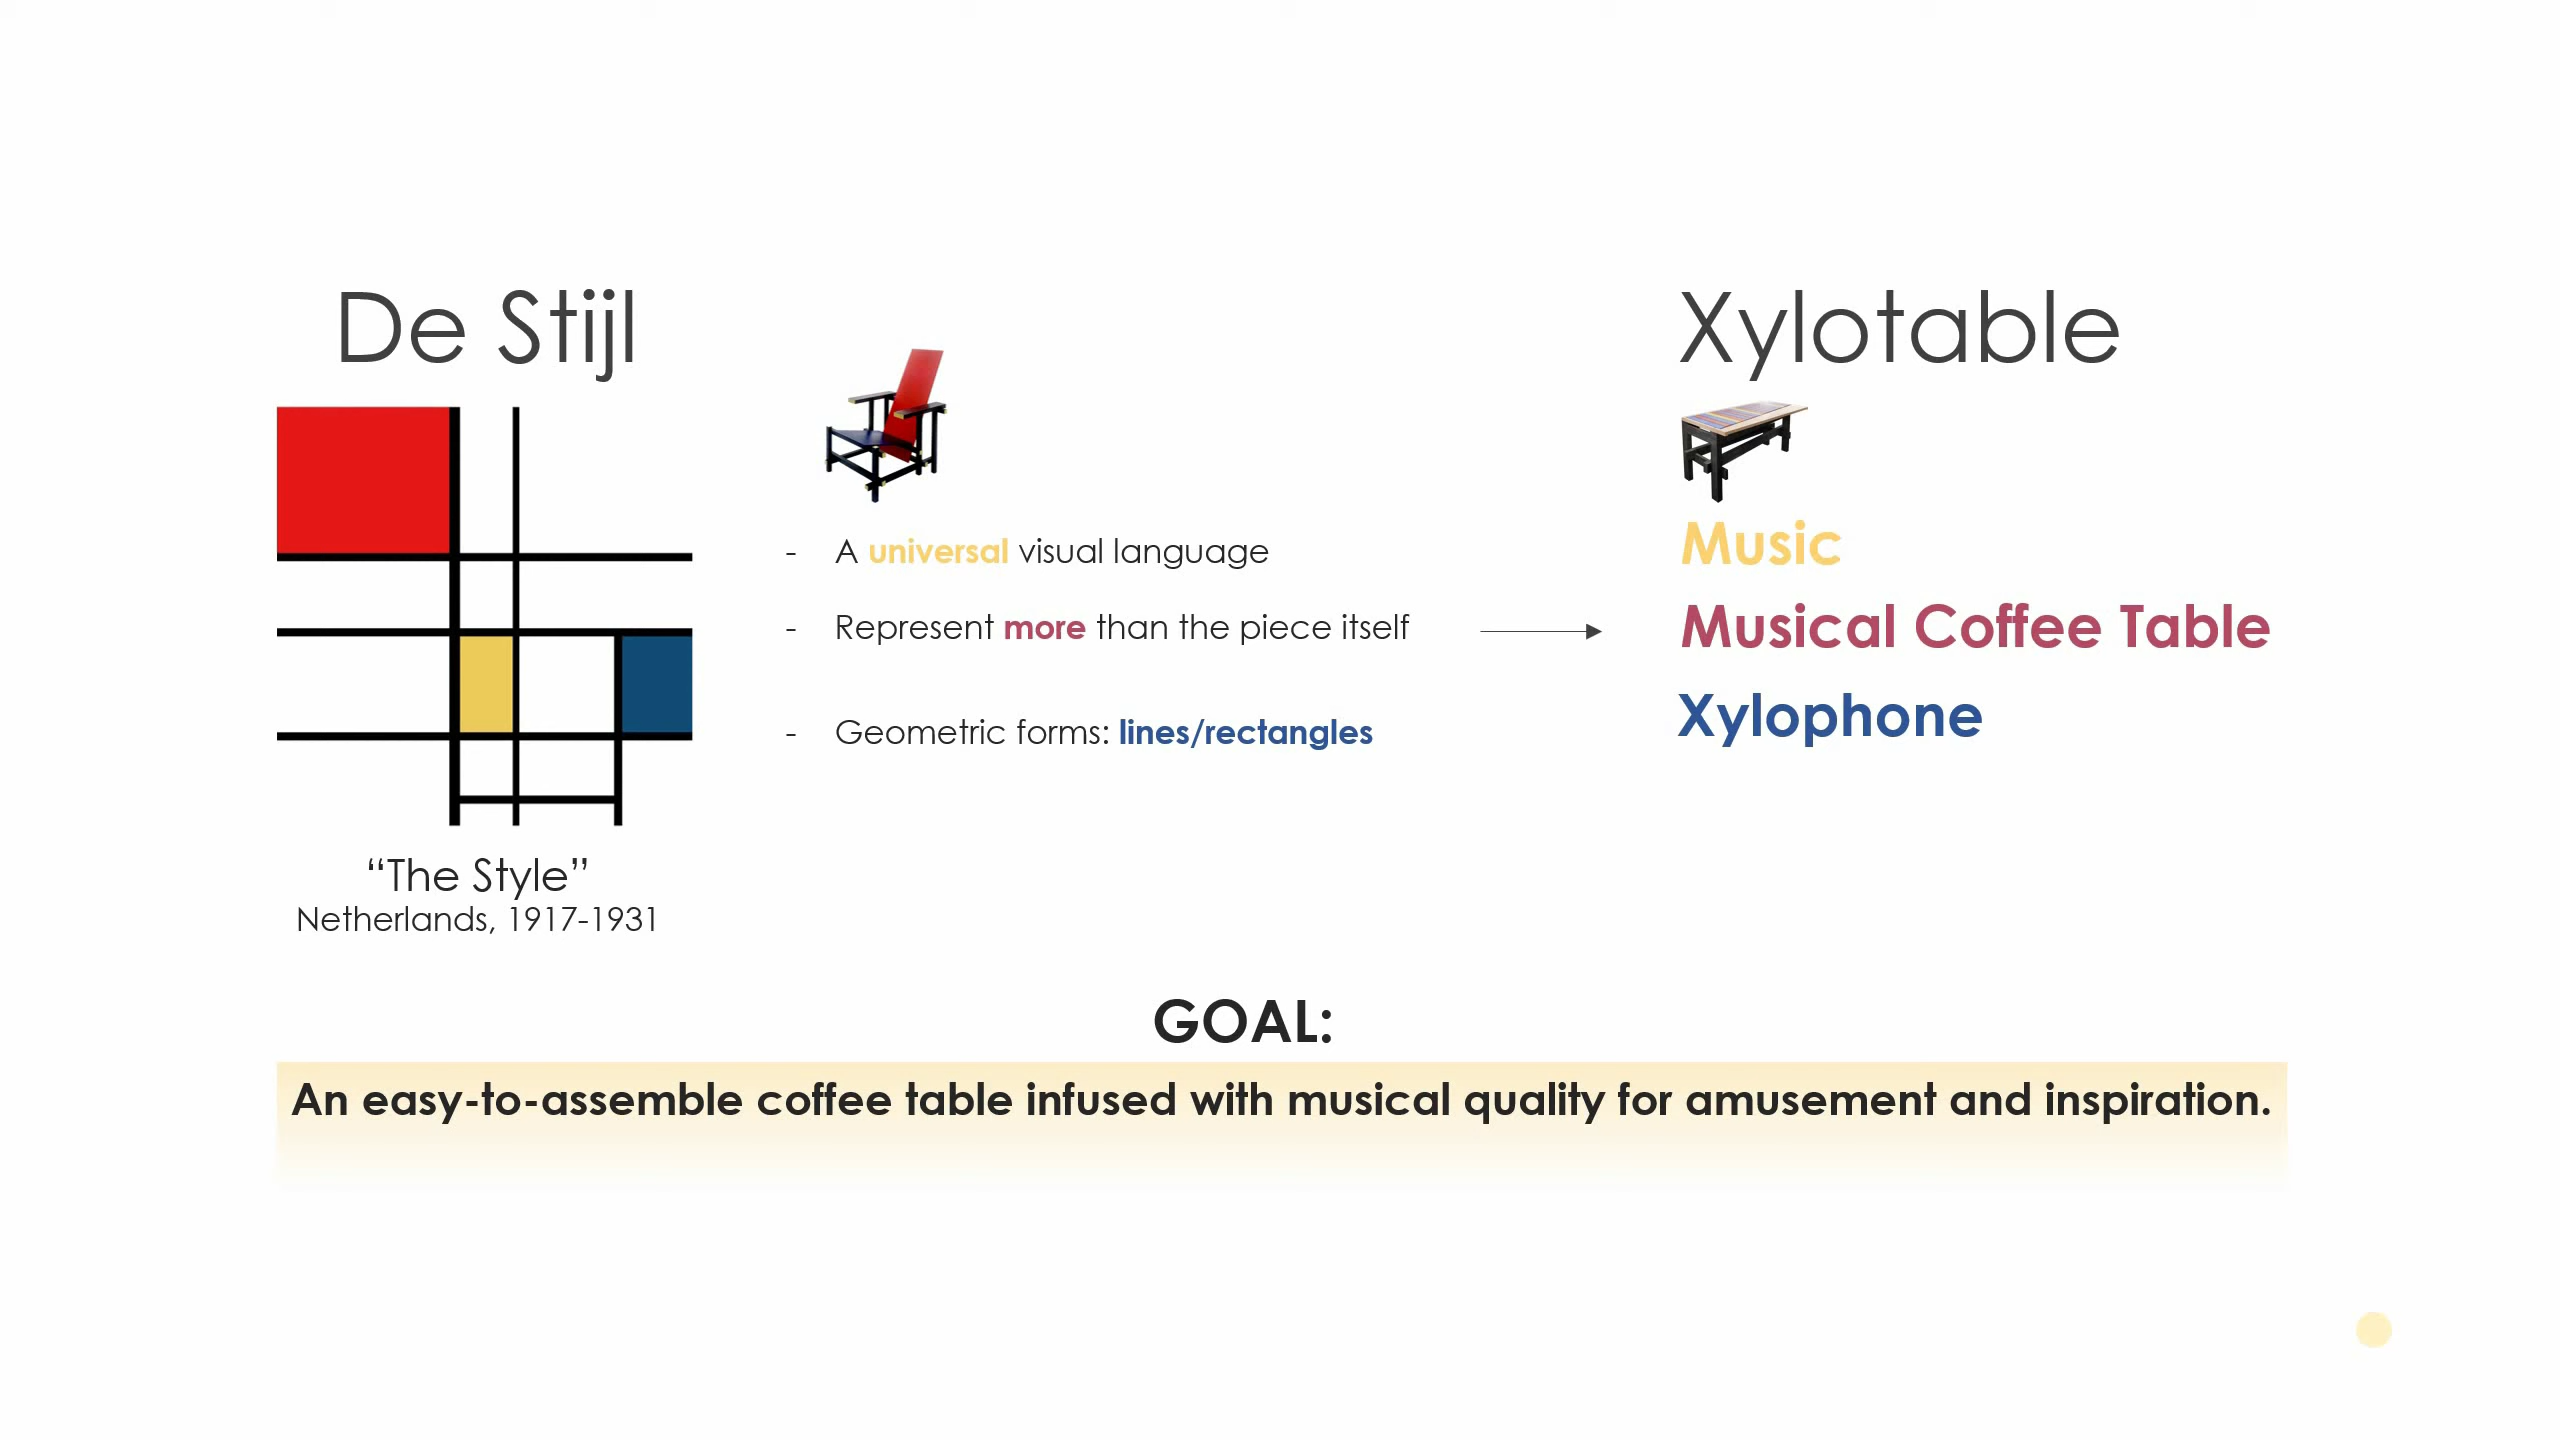 De Stijl
“The Style”
Netherlands, 1917-1931
- A universal visual language
- Represent more than the piece itself
- Geometric forms: lines/rectangles
Xylotable
Music
Musical Coffee Table
Xylophone
GOAL:
An easy-to-assemble coffee table infused with musical quality for amusement and inspiration.